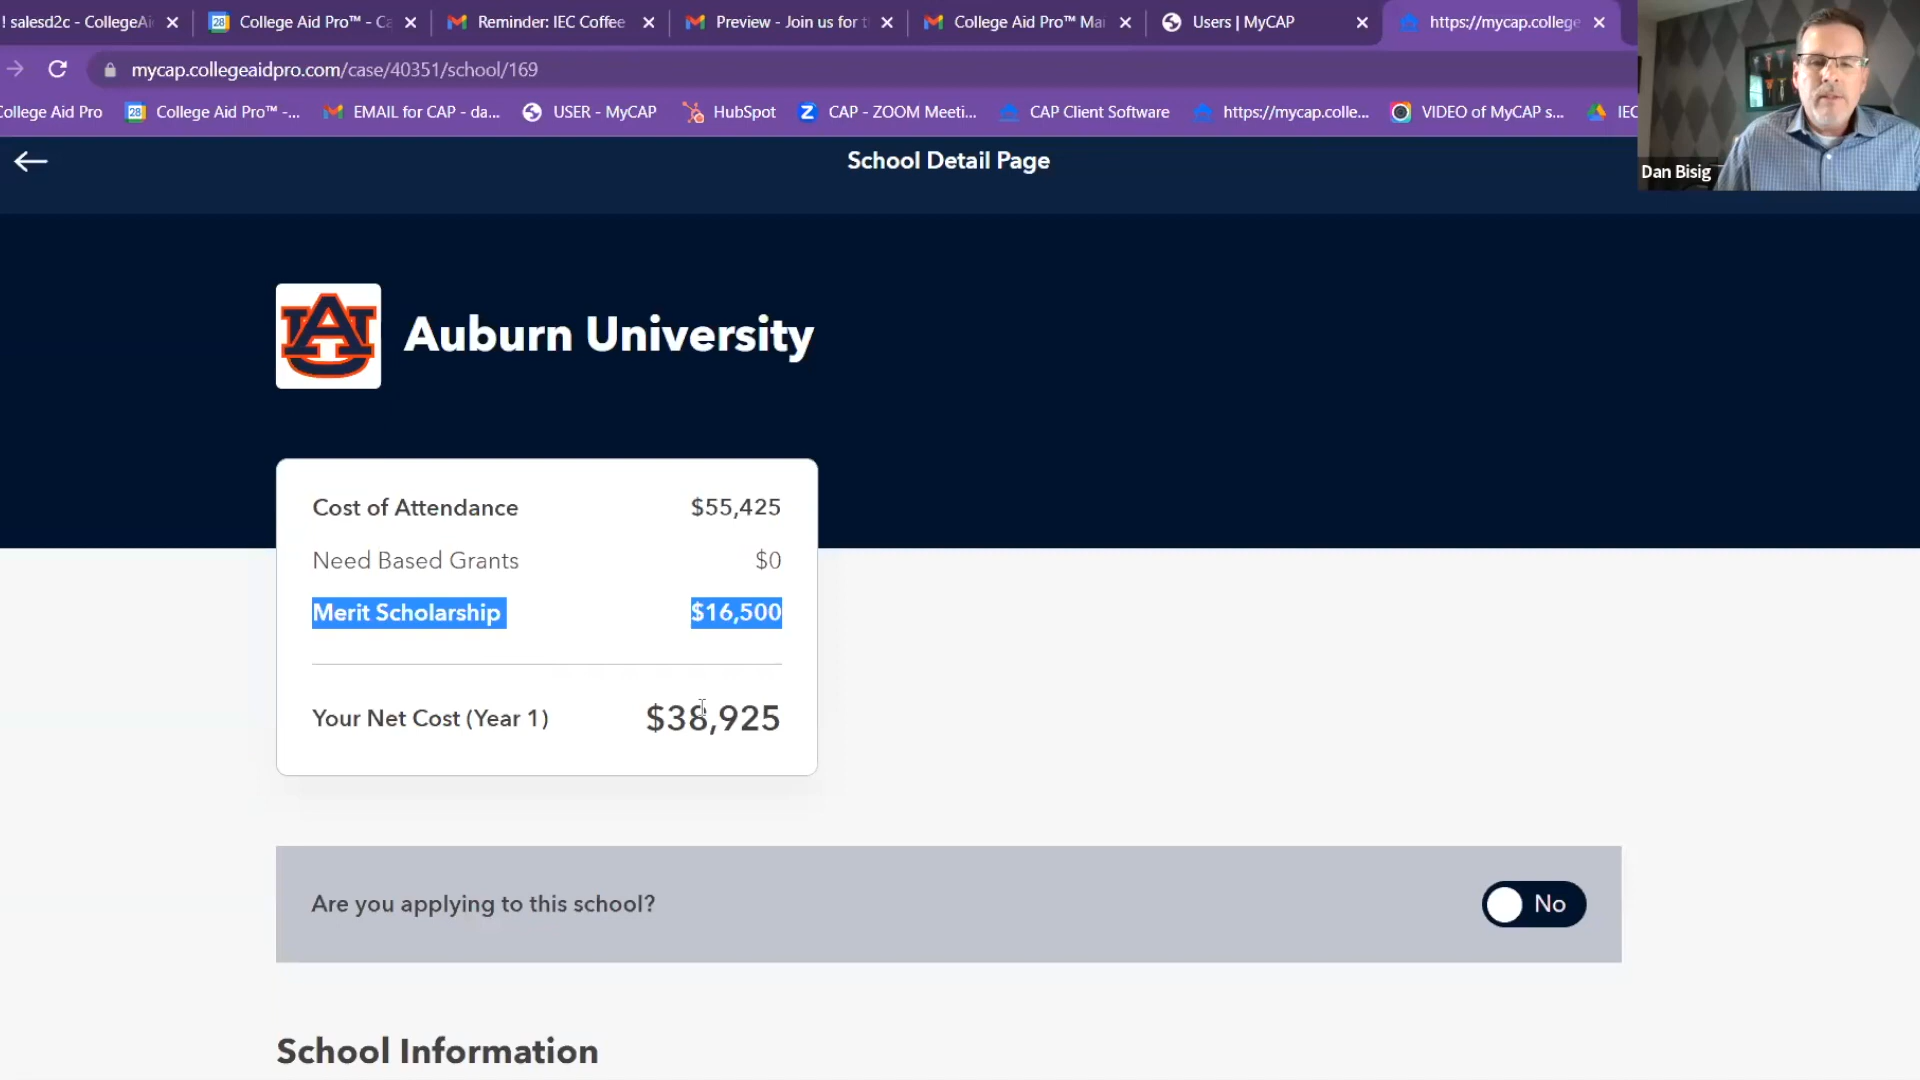 ! salesd2c - CollegeAi
College Aid Pro™ - Ca
Reminder: IEC Coffee
Preview - Join us for t
College Aid Pro™ Ma
Users | MyCAP
https://mycap.college
mycap.collegeaidpro.com/case/40351/school/169
College Aid Pro
College Aid Pro™ -...
EMAIL for CAP - da...
USER - MyCAP
HubSpot
CAP - ZOOM Meeti...
CAP Client Software
https://mycap.colle...
VIDEO of MyCAP s...
IEC
Dan Bisig
School Detail Page
Auburn University
Cost of Attendance $55,425
Need Based Grants $0
Merit Scholarship $16,500
Your Net Cost (Year 1) $38,925
Are you applying to this school? No
School Information